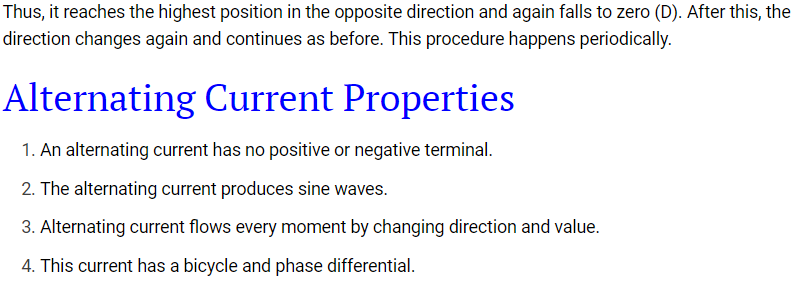 Thus, it reaches the highest position in the opposite direction and again falls to zero (D). After this, the
direction changes again and continues as before. This procedure happens periodically.
Alternating Current Properties
1. An alternating current has no positive or negative terminal.
2. The alternating current produces sine waves.
3. Alternating current flows every moment by changing direction and value.
4. This current has a bicycle and phase differential.